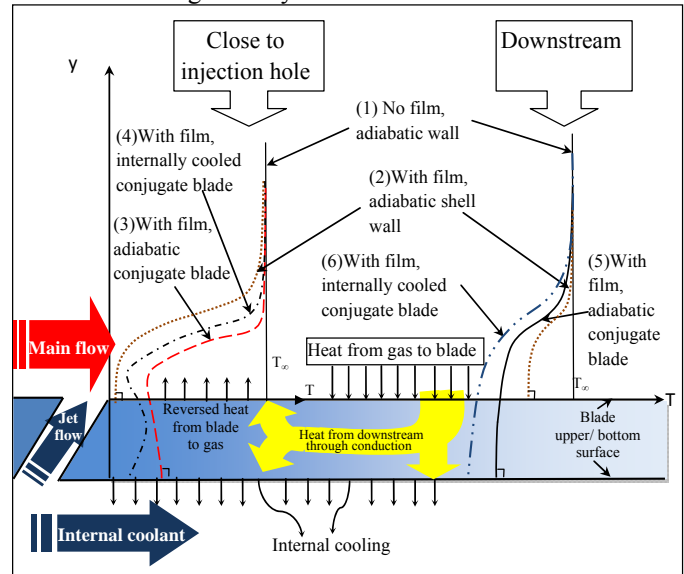 Close to
injection hole
Downstream
y
(1) No film,
adiabatic wall
(4)With film,
internally cooled
conjugate blade
(2)With film,
adiabatic shell
wall
(3)With film,
adiabatic
conjugate blade
(6)With film,
internally cooled
conjugate blade
(5)With
film,
adiabatic
conjugate
blade
Main flow
T∞
Heat from gas to blade
T∞
T
T
Jet
flow
Reversed heat
from blade
to gas
Heat from downstream
through conduction
Blade
upper/ bottom
surface
Internal coolant
Internal cooling